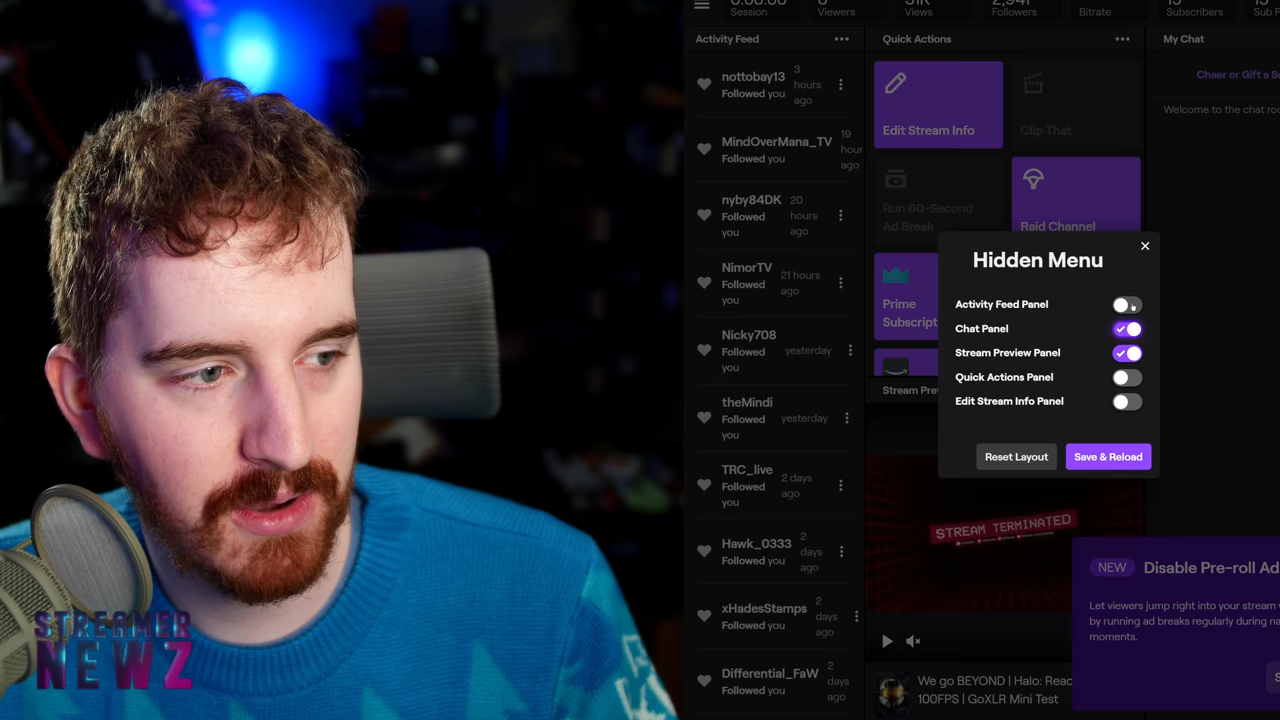 Session
Viewers
Views
Followers
Bitrate
Subscribers
Activity Feed
Quick Actions
My Chat
nottobay13
Followed you
3 hours ago
MindOverMana_TV
Followed you
19 hour ago
nyby84DK
Followed you
20 hours ago
NimorTV
Followed you
21 hours ago
Nicky708
Followed you
yesterday
theMindi
Followed you
yesterday
TRC_live
Followed you
2 days ago
Hawk_0333
Followed you
2 days ago
xHadesStamps
Followed you
2 days ago
Differential_FaW
Followed you
2 days ago
Edit Stream Info
Clip That
Run 60-Second
Ad Break
Raid Channel
Prime
Subscript
Stream Pre
Cheer or Gift a Su
Welcome to the chat roo
Hidden Menu
Activity Feed Panel
Chat Panel
Stream Preview Panel
Quick Actions Panel
Edit Stream Info Panel
Reset Layout
Save & Reload
STREAM TERMINATED
We go BEYOND | Halo: Reac
100FPS | GoXLR Mini Test
NEW
Disable Pre-roll Ad
Let viewers jump right into your stream
by running ad breaks regularly during na
moments.
STREAMER
NEWZ